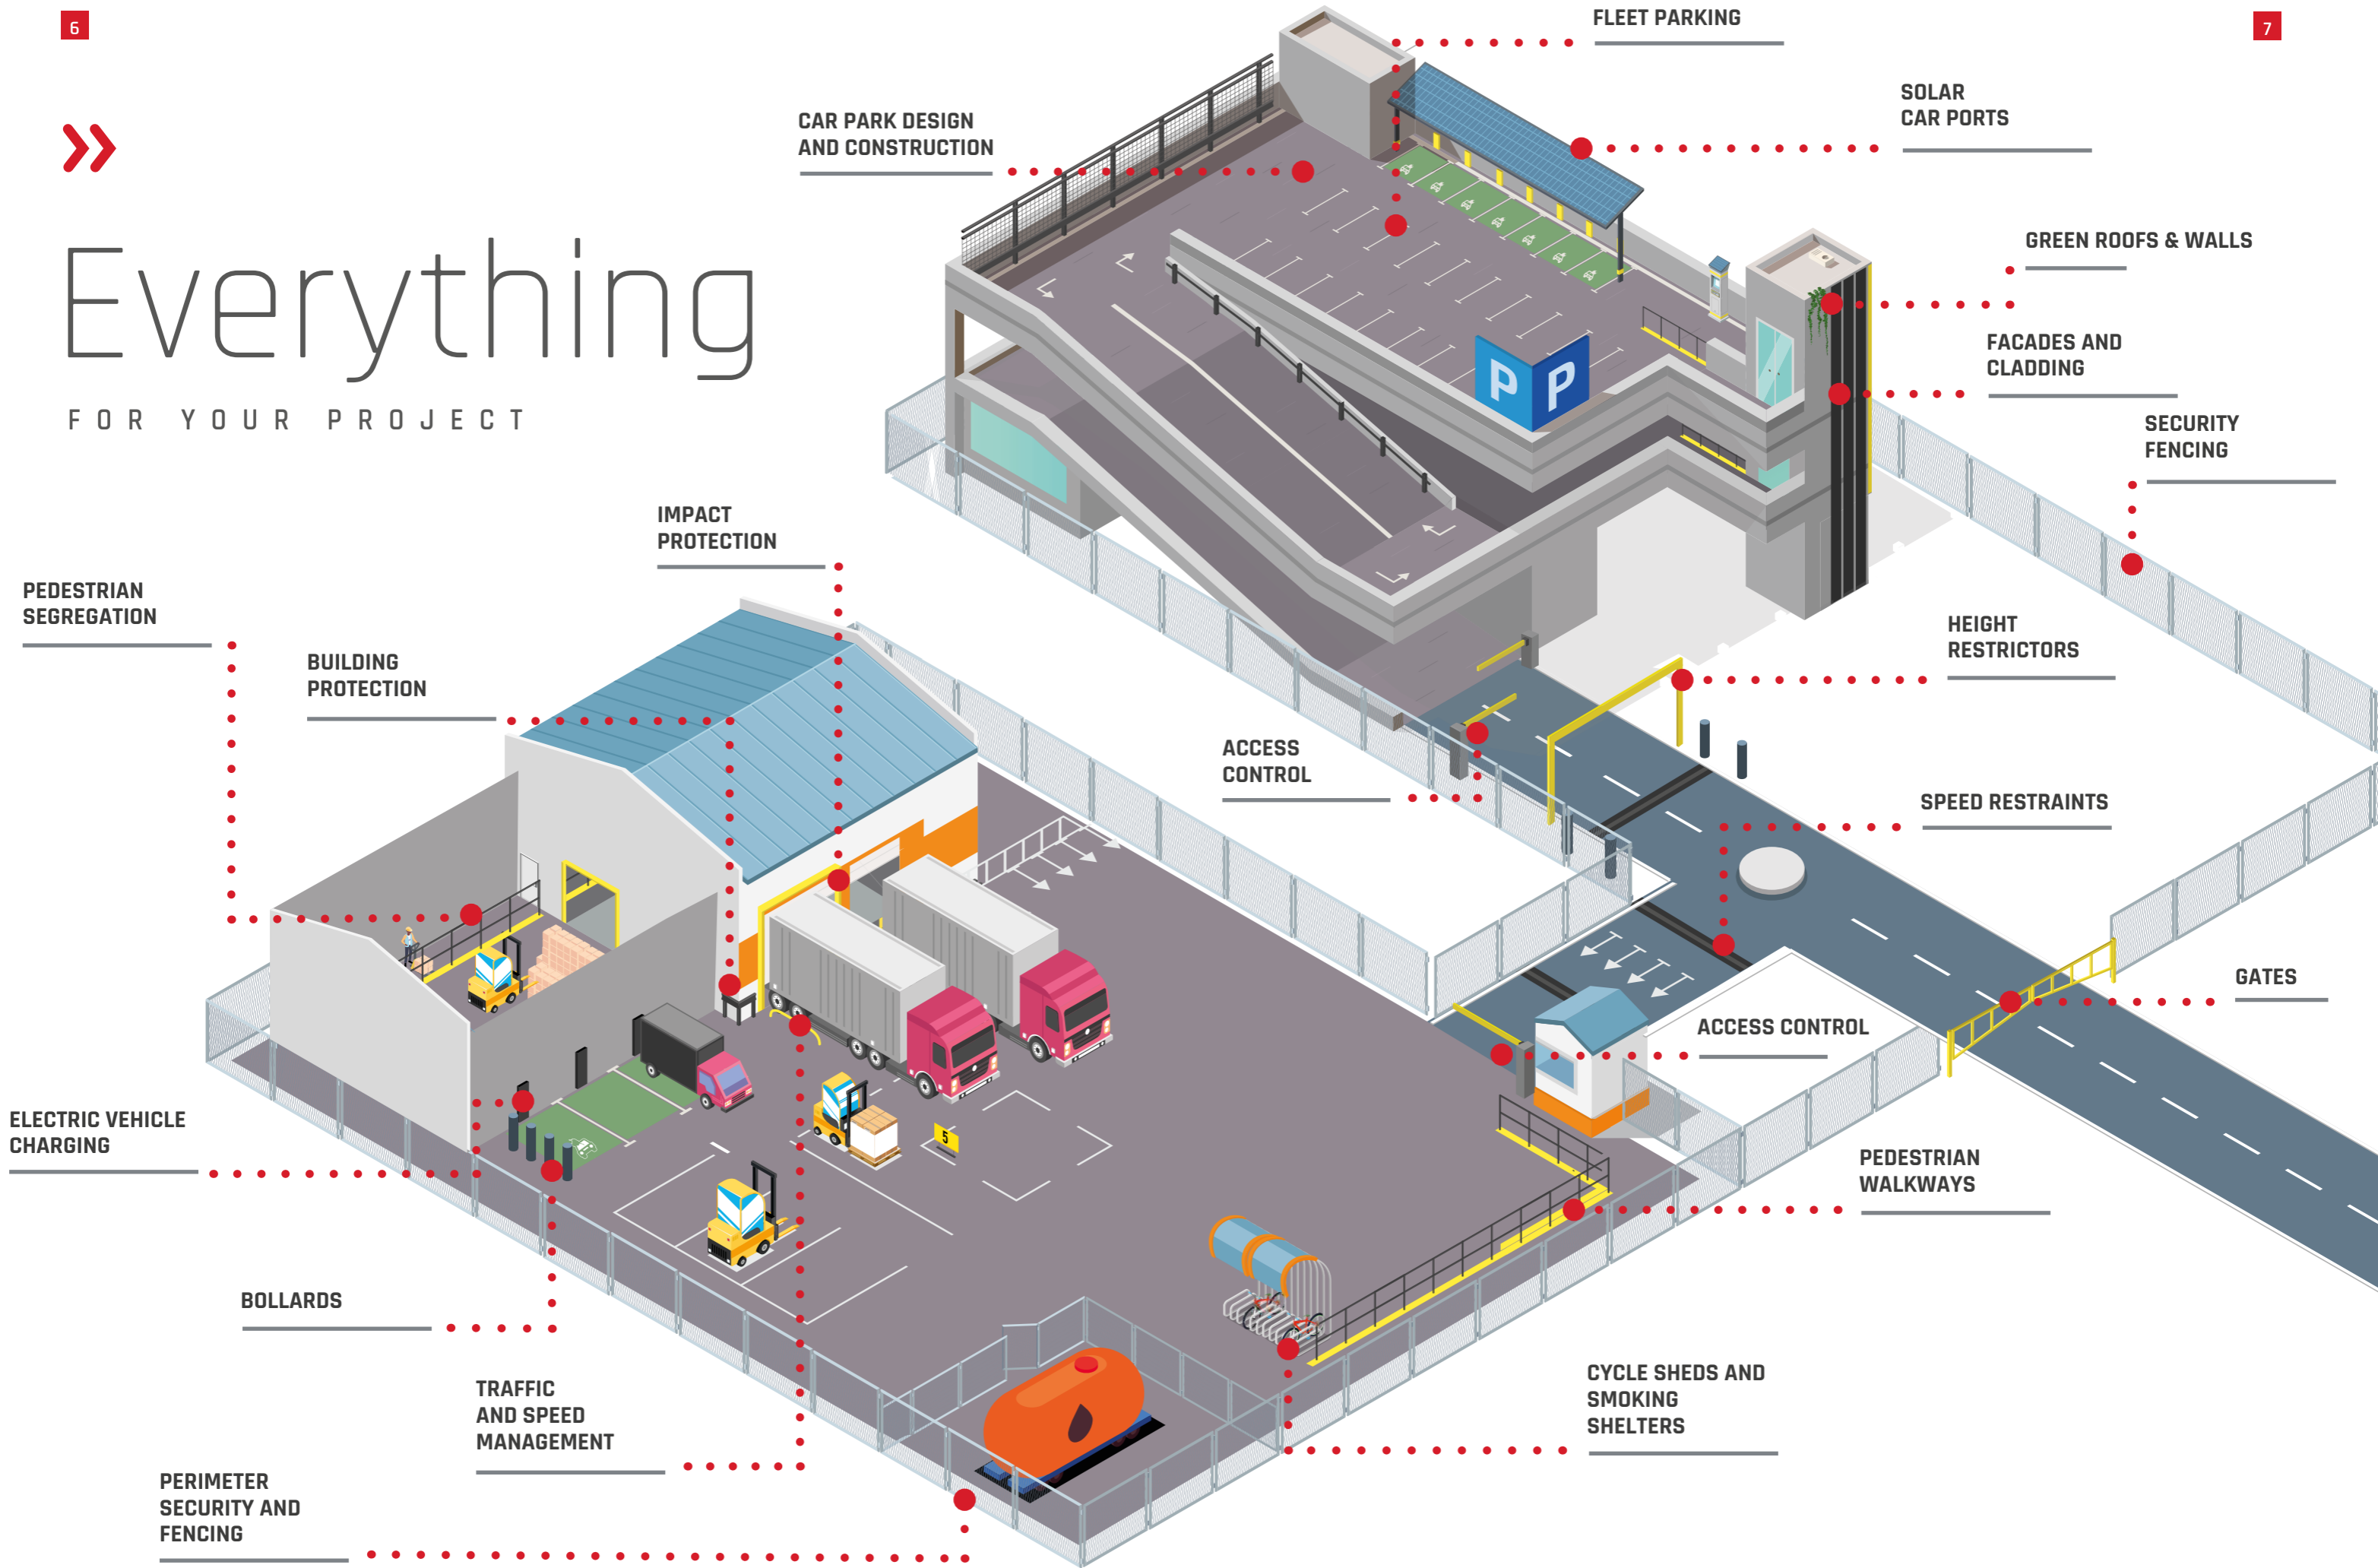 6
7
Everything
FOR YOUR PROJECT
FLEET PARKING
SOLAR
CAR PORTS
CAR PARK DESIGN
AND CONSTRUCTION
GREEN ROOFS & WALLS
FACADES AND
CLADDING
SECURITY
FENCING
P P
IMPACT
PROTECTION
PEDESTRIAN
SEGREGATION
BUILDING
PROTECTION
HEIGHT
RESTRICTORS
ACCESS
CONTROL
SPEED RESTRAINTS
GATES
ACCESS CONTROL
ELECTRIC VEHICLE
CHARGING
5
PEDESTRIAN
WALKWAYS
BOLLARDS
TRAFFIC
AND SPEED
MANAGEMENT
CYCLE SHEDS AND
SMOKING
SHELTERS
PERIMETER
SECURITY AND
FENCING